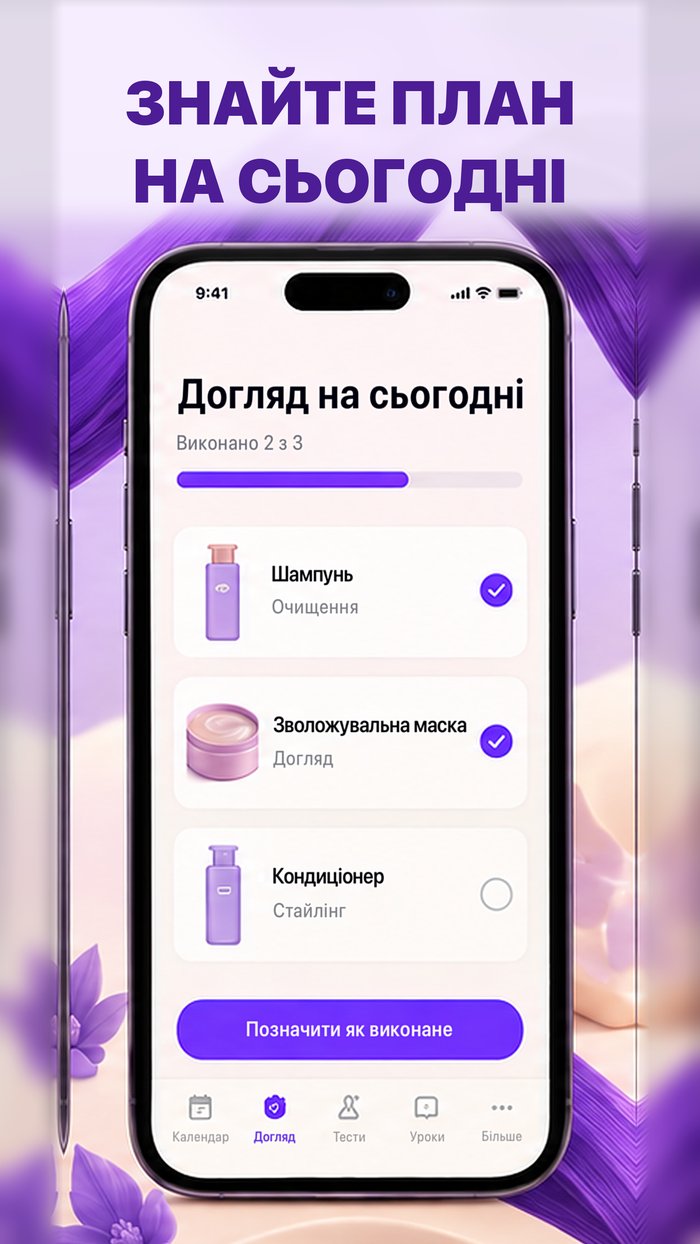 ЗНАЙТЕ ПЛАН
НА СЬОГОДНІ
9:41
Догляд на сьогодні
Виконано 2 з 3
Шампунь
Очищення
Зволожувальна маска
Догляд
Кондиціонер
Стайлінг
Позначити як виконане
Календар
Догляд
Тести
Уроки
Більше